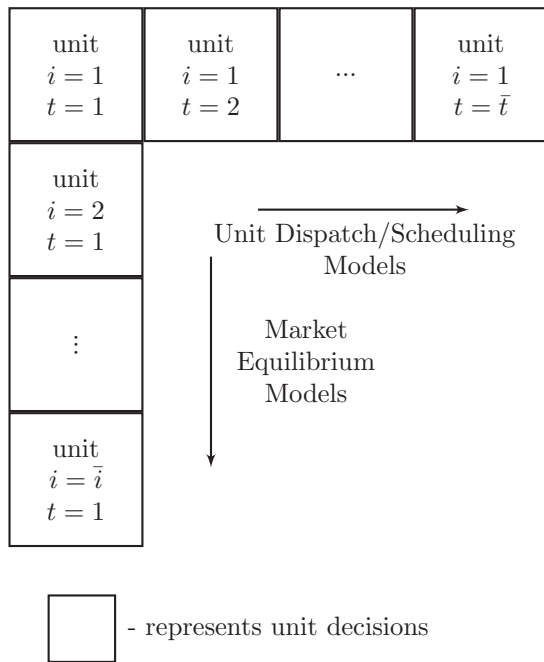 unit
i = 1
t = 1
unit
i = 1
t = 2
...
unit
i = 1
t = t̄
unit
i = 2
t = 1
Unit Dispatch/Scheduling
Models
⋮
Market
Equilibrium
Models
unit
i = ī
t = 1
- represents unit decisions